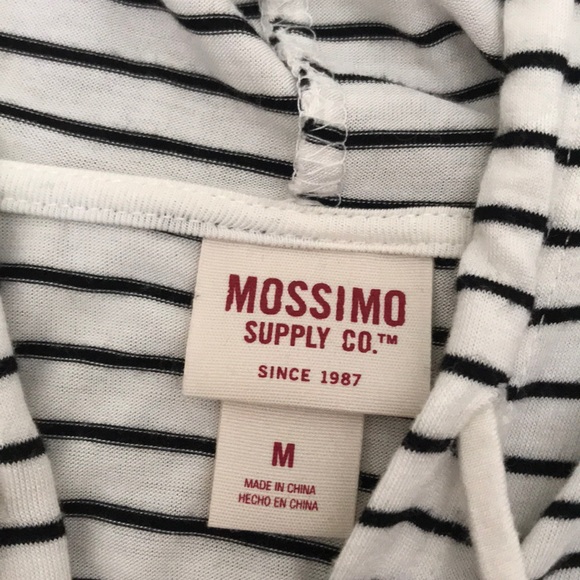 MOSSIMO
SUPPLY CO.™
SINCE 1987
M
MADE IN CHINA
HECHO EN CHINA